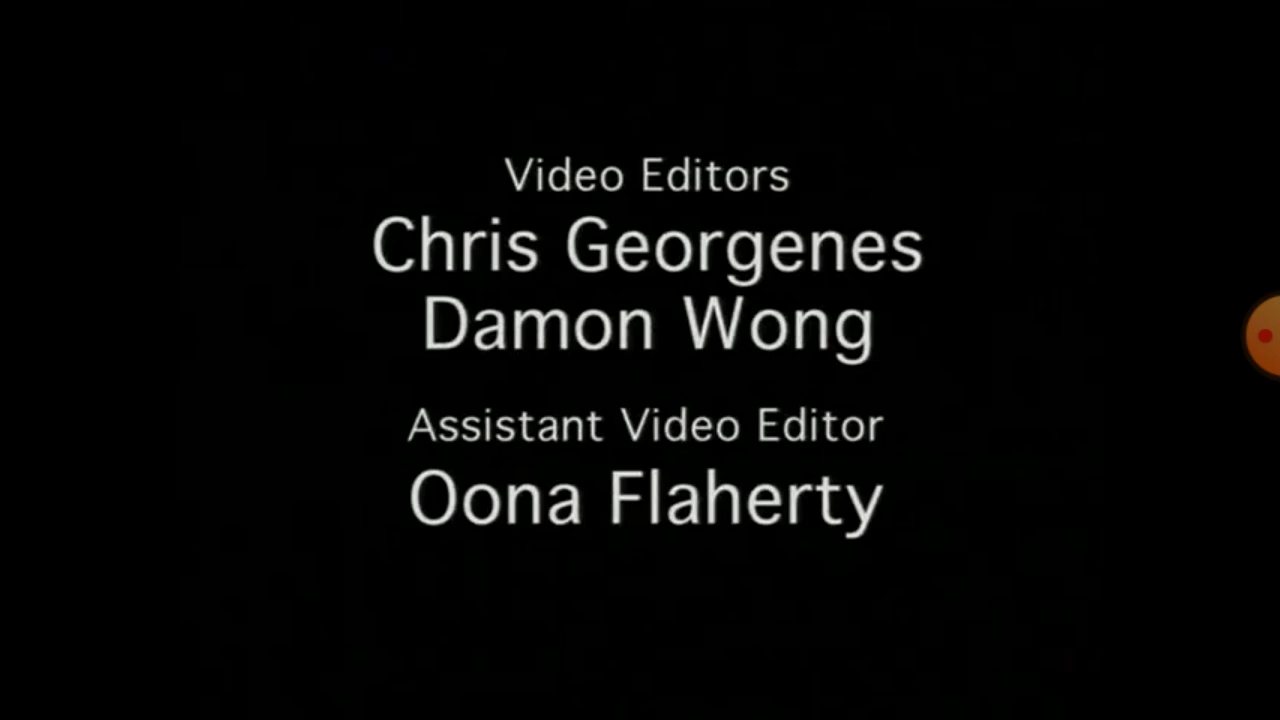 Video Editors
Chris Georgenes
Damon Wong
Assistant Video Editor
Oona Flaherty